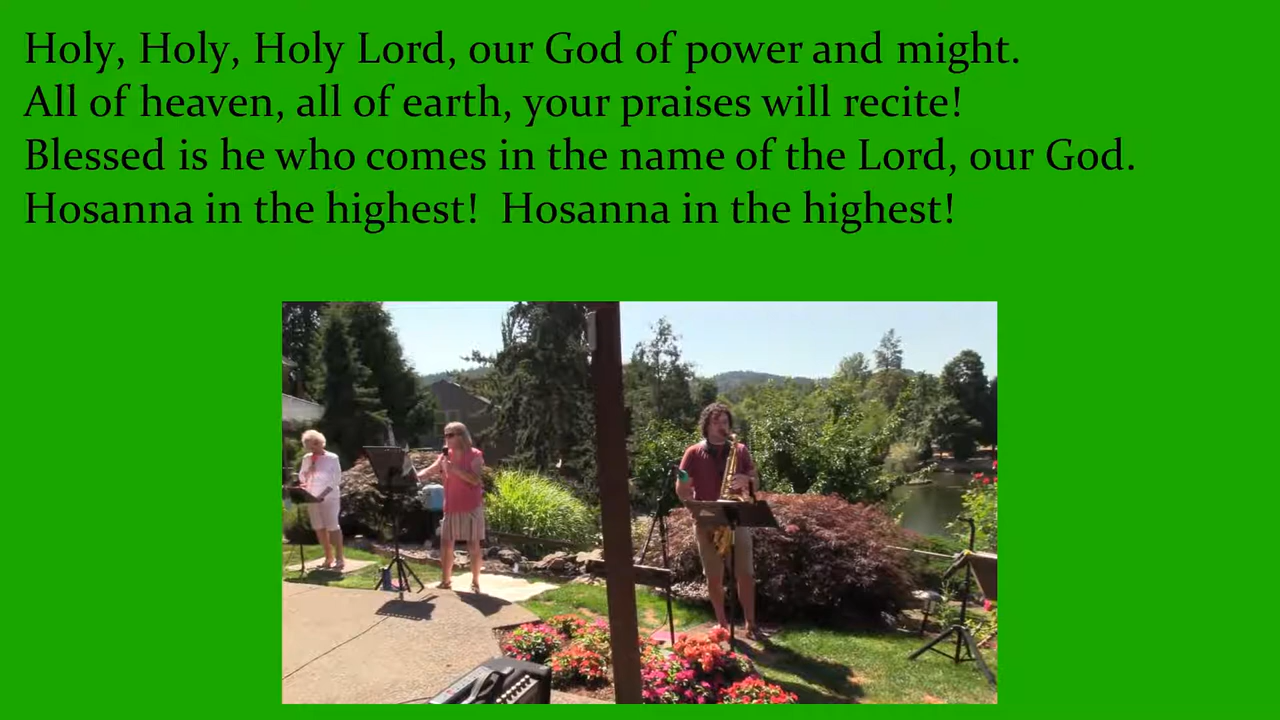 Holy, Holy, Holy Lord, our God of power and might.
All of heaven, all of earth, your praises will recite!
Blessed is he who comes in the name of the Lord, our God.
Hosanna in the highest!  Hosanna in the highest!